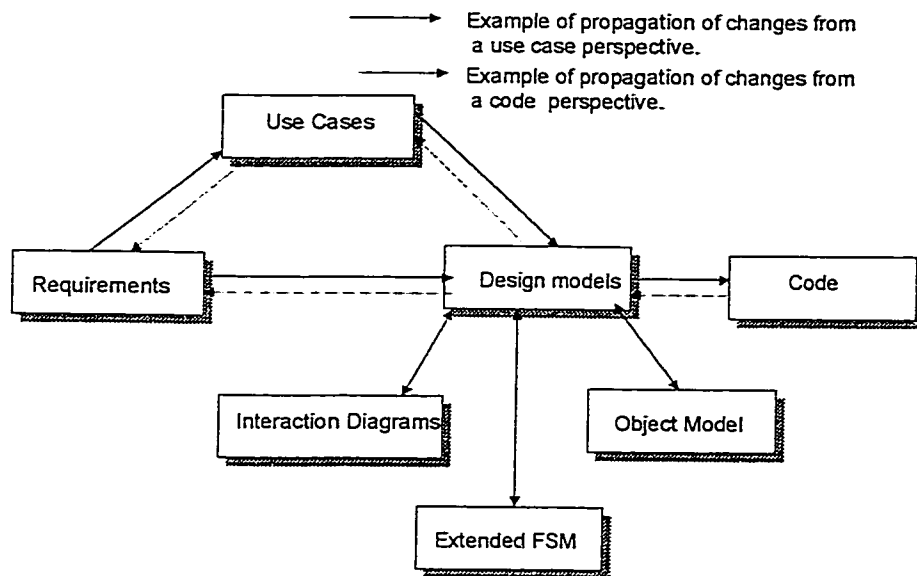 Example of propagation of changes from
a use case perspective.
Example of propagation of changes from
a code perspective.
Use Cases
Requirements
Design models
Code
Interaction Diagrams
Object Model
Extended FSM